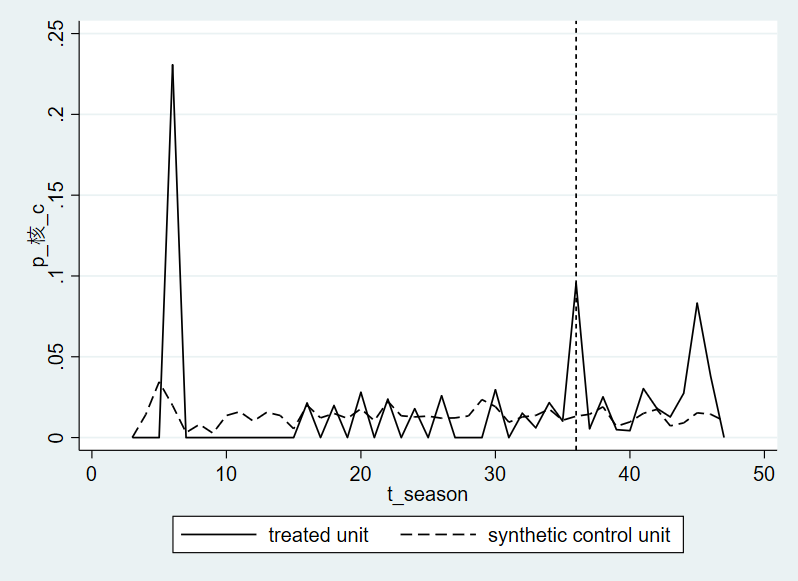 .25
.2
.15
.1
.05
0
p_核_c
0 10 20 30 40 50
t_season
treated unit synthetic control unit